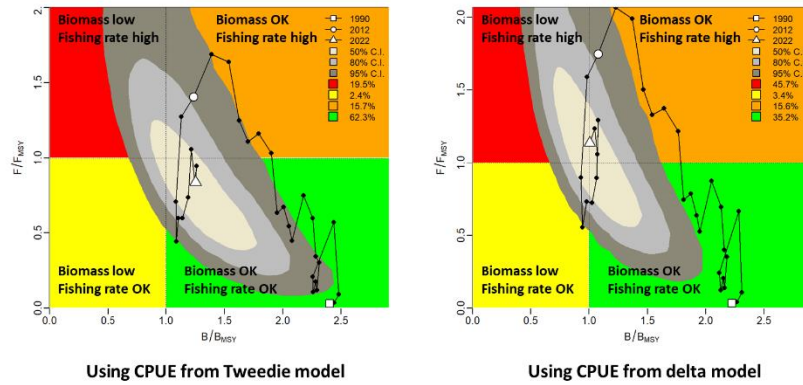 Biomass low
Fishing rate high
Biomass OK
Fishing rate high
1990
2012
2022
50% C.I.
80% C.I.
95% C.I.
19.5%
2.4%
15.7%
62.3%
Biomass low
Fishing rate OK
Biomass OK
Fishing rate OK
F/FMSY
2.0
1.5
1.0
0.5
0.0
0.0 0.5 1.0 1.5 2.0 2.5
B/BMSY
Using CPUE from Tweedie model
Biomass low
Fishing rate high
Biomass OK
Fishing rate high
1990
2012
2022
50% C.I.
80% C.I.
95% C.I.
45.7%
3.4%
15.6%
35.2%
Biomass low
Fishing rate OK
Biomass OK
Fishing rate OK
F/FMSY
2.0
1.5
1.0
0.5
0.0
0.0 0.5 1.0 1.5 2.0 2.5
B/BMSY
Using CPUE from delta model